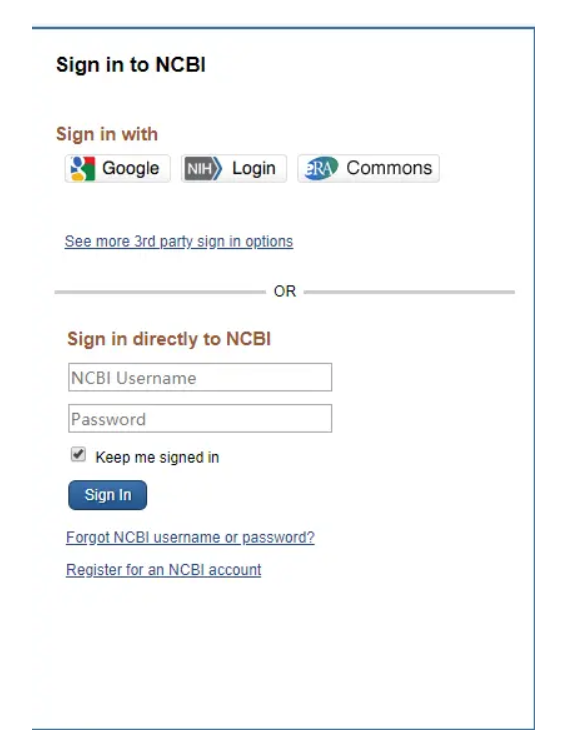 Sign in to NCBI
Sign in with
Google NIH Login eRA Commons
See more 3rd party sign in options
OR
Sign in directly to NCBI
NCBI Username
Password
Keep me signed in
Sign In
Forgot NCBI username or password?
Register for an NCBI account